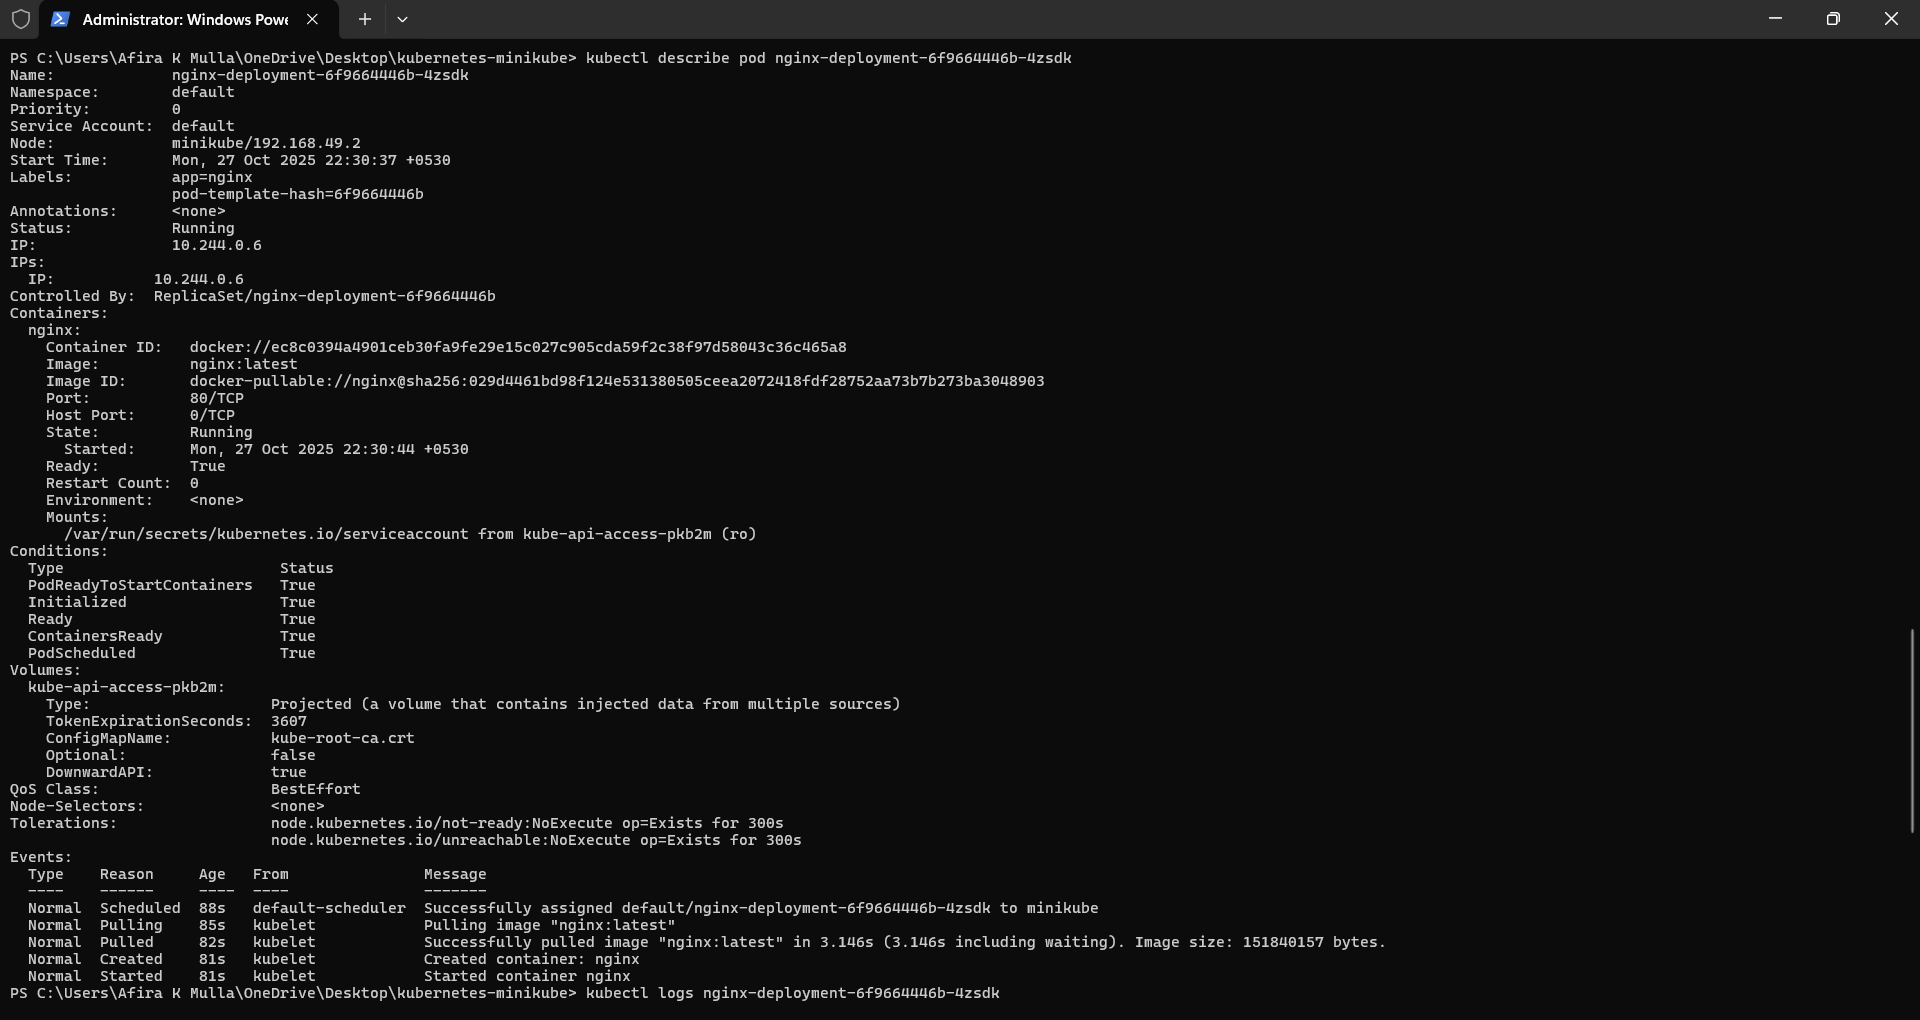 Administrator: Windows Powe
PS C:\Users\Afira K Mulla\OneDrive\Desktop\kubernetes-minikube> kubectl describe pod nginx-deployment-6f9664446b-4zsdk
Name:             nginx-deployment-6f9664446b-4zsdk
Namespace:        default
Priority:         0
Service Account:  default
Node:             minikube/192.168.49.2
Start Time:       Mon, 27 Oct 2025 22:30:37 +0530
Labels:           app=nginx
                  pod-template-hash=6f9664446b
Annotations:      <none>
Status:           Running
IP:               10.244.0.6
IPs:
  IP:           10.244.0.6
Controlled By:  ReplicaSet/nginx-deployment-6f9664446b
Containers:
  nginx:
    Container ID:   docker://ec8c0394a4901ceb30fa9fe29e15c027c905cda59f2c38f97d58043c36c465a8
    Image:          nginx:latest
    Image ID:       docker-pullable://nginx@sha256:029d4461bd98f124e531380505ceea2072418fdf28752aa73b7b273ba3048903
    Port:           80/TCP
    Host Port:      0/TCP
    State:          Running
      Started:      Mon, 27 Oct 2025 22:30:44 +0530
    Ready:          True
    Restart Count:  0
    Environment:    <none>
    Mounts:
      /var/run/secrets/kubernetes.io/serviceaccount from kube-api-access-pkb2m (ro)
Conditions:
  Type                        Status
  PodReadyToStartContainers   True
  Initialized                 True
  Ready                       True
  ContainersReady             True
  PodScheduled                True
Volumes:
  kube-api-access-pkb2m:
    Type:                    Projected (a volume that contains injected data from multiple sources)
    TokenExpirationSeconds:  3607
    ConfigMapName:           kube-root-ca.crt
    Optional:                false
    DownwardAPI:             true
QoS Class:                   BestEffort
Node-Selectors:              <none>
Tolerations:                 node.kubernetes.io/not-ready:NoExecute op=Exists for 300s
                             node.kubernetes.io/unreachable:NoExecute op=Exists for 300s
Events:
  Type    Reason     Age   From               Message
  ----    ------     ----  ----               -------
  Normal  Scheduled  88s   default-scheduler  Successfully assigned default/nginx-deployment-6f9664446b-4zsdk to minikube
  Normal  Pulling    85s   kubelet            Pulling image "nginx:latest"
  Normal  Pulled     82s   kubelet            Successfully pulled image "nginx:latest" in 3.146s (3.146s including waiting). Image size: 151840157 bytes.
  Normal  Created    81s   kubelet            Created container: nginx
  Normal  Started    81s   kubelet            Started container nginx
PS C:\Users\Afira K Mulla\OneDrive\Desktop\kubernetes-minikube> kubectl logs nginx-deployment-6f9664446b-4zsdk